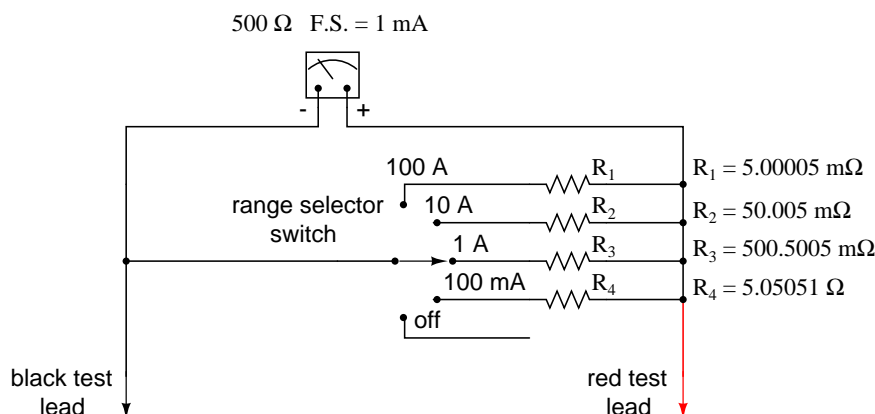 500 Ω F.S. = 1 mA
- +
100 A R1 R1 = 5.00005 mΩ
range selector
switch
10 A R2 R2 = 50.005 mΩ
1 A R3 R3 = 500.5005 mΩ
100 mA R4 R4 = 5.05051 Ω
off
black test
lead
red test
lead